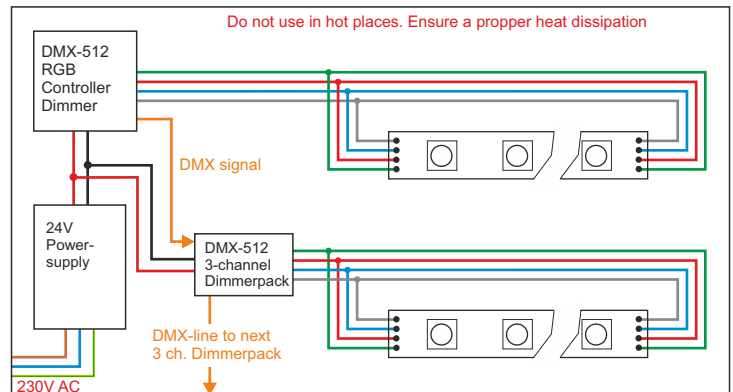 Do not use in hot places. Ensure a propper heat dissipation
DMX-512
RGB
Controller
Dimmer
DMX signal
24V
Power-
supply
DMX-512
3-channel
Dimmerpack
DMX-line to next
3 ch. Dimmerpack
230V AC